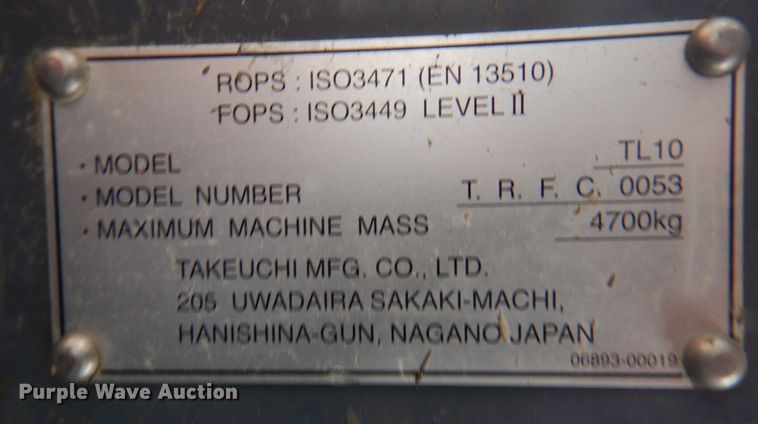 ROPS : ISO3471 (EN 13510)
FOPS : ISO3449 LEVEL II
· MODEL TL10
· MODEL NUMBER T. R. F. C. 0053
· MAXIMUM MACHINE MASS 4700kg
TAKEUCHI MFG. CO., LTD.
205 UWADAIRA SAKAKI-MACHI,
HANISHINA-GUN, NAGANO JAPAN
06893-00019
Purple Wave Auction